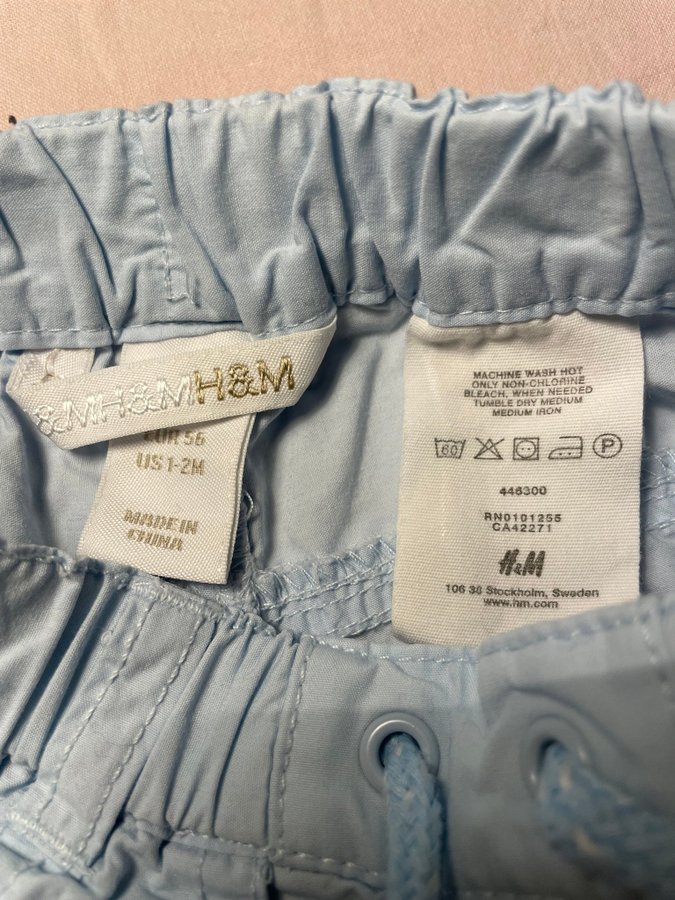 &MH&MH&M
EUR 56
US 1-2M
MADE IN
CHINA
MACHINE WASH HOT
ONLY NON-CHLORINE
BLEACH, WHEN NEEDED
TUMBLE DRY MEDIUM
MEDIUM IRON
60 P
446300
RN0101255
CA42271
H&M
106 38 Stockholm, Sweden
www.hm.com